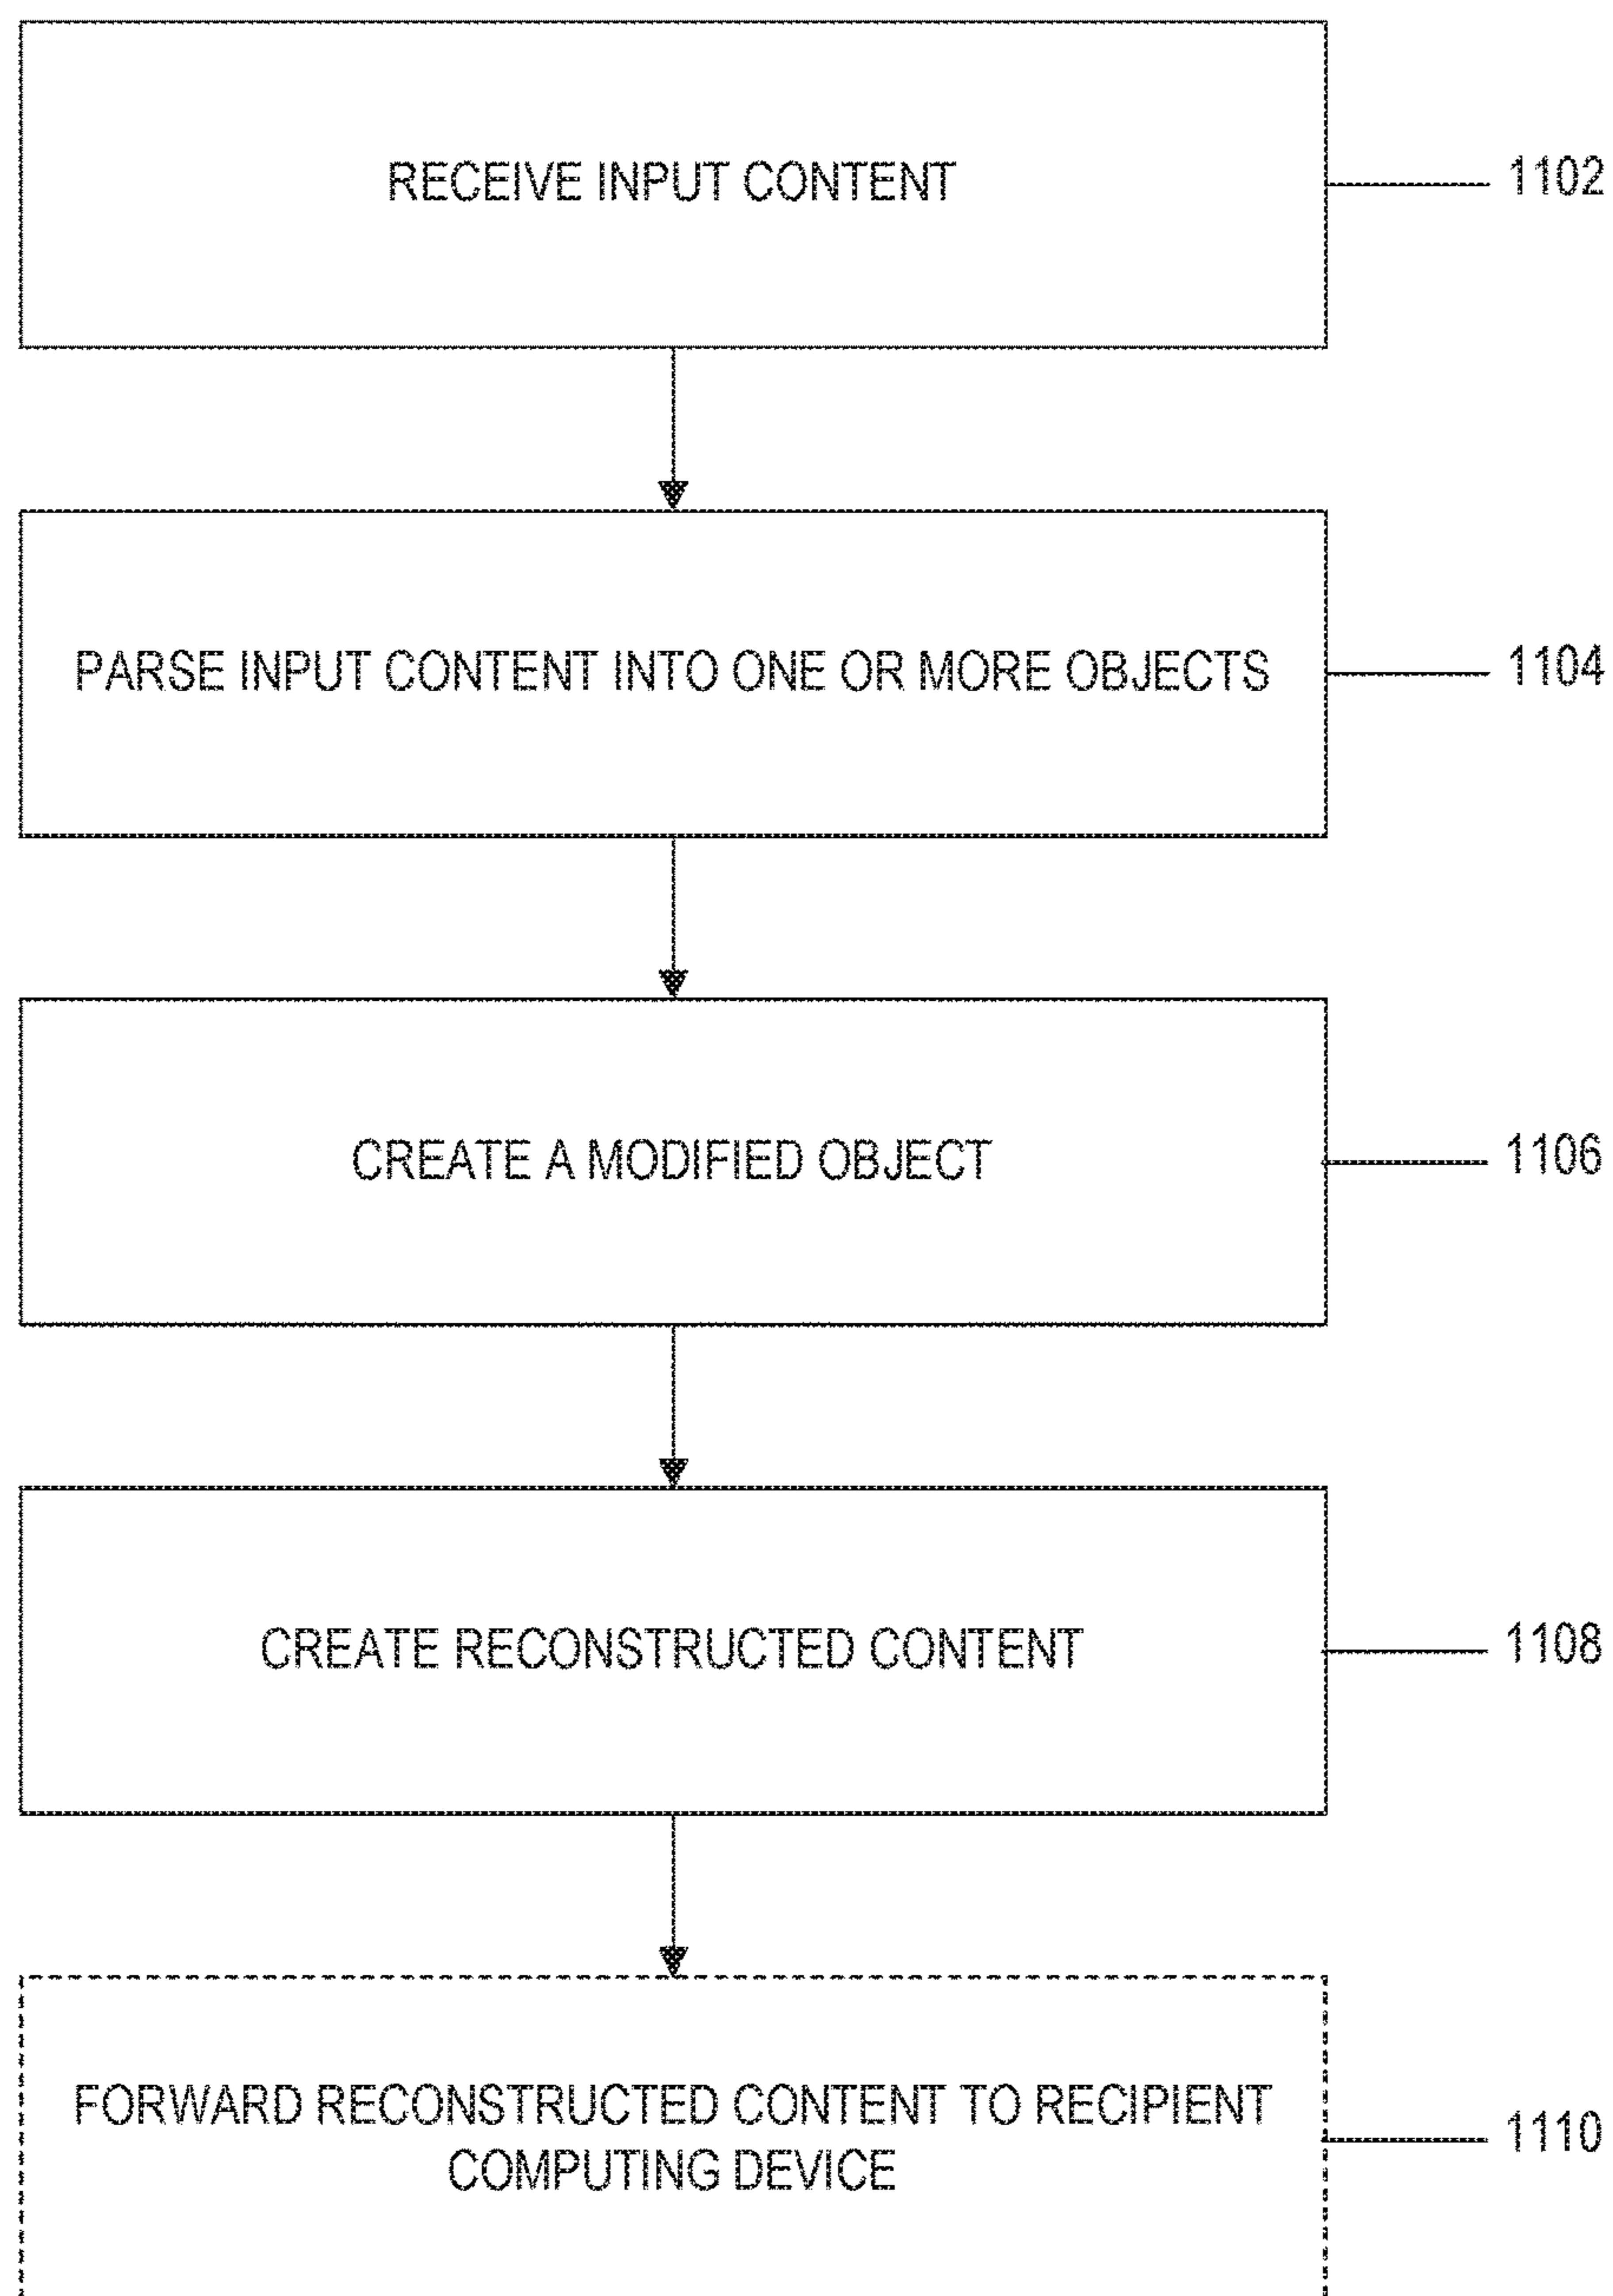 RECEIVE INPUT CONTENT
1102
PARSE INPUT CONTENT INTO ONE OR MORE OBJECTS
1104
CREATE A MODIFIED OBJECT
1106
CREATE RECONSTRUCTED CONTENT
1108
FORWARD RECONSTRUCTED CONTENT TO RECIPIENT
COMPUTING DEVICE
1110